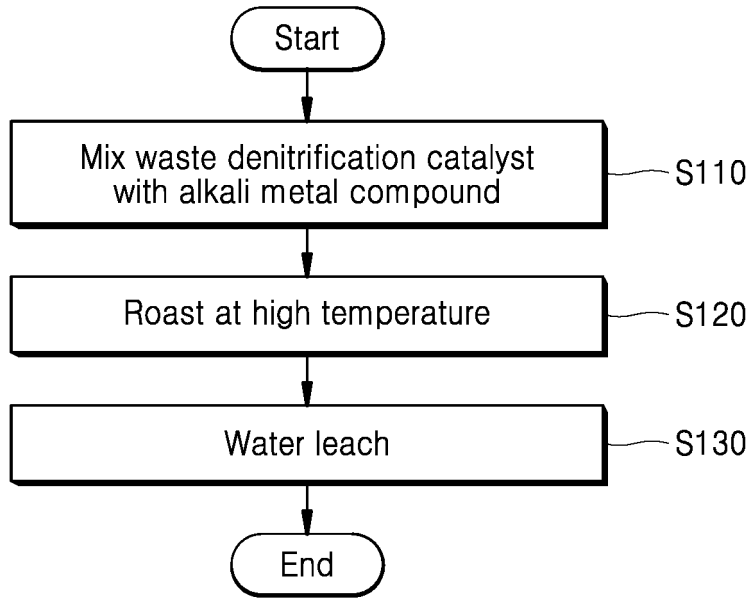 Start
Mix waste denitrification catalyst
with alkali metal compound
S110
Roast at high temperature
S120
Water leach
S130
End